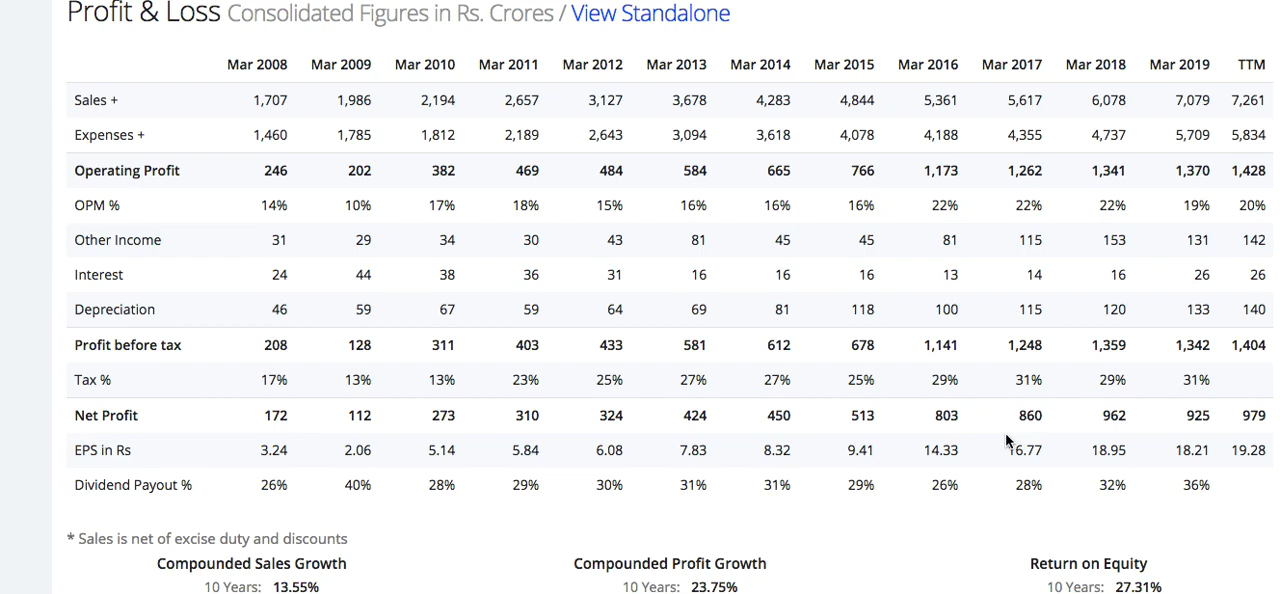 Profit & Loss Consolidated Figures in Rs. Crores / View Standalone
Mar 2008 Mar 2009 Mar 2010 Mar 2011 Mar 2012 Mar 2013 Mar 2014 Mar 2015 Mar 2016 Mar 2017 Mar 2018 Mar 2019 TTM
Sales + 1,707 1,986 2,194 2,657 3,127 3,678 4,283 4,844 5,361 5,617 6,078 7,079 7,261
Expenses + 1,460 1,785 1,812 2,189 2,643 3,094 3,618 4,078 4,188 4,355 4,737 5,709 5,834
Operating Profit 246 202 382 469 484 584 665 766 1,173 1,262 1,341 1,370 1,428
OPM % 14% 10% 17% 18% 15% 16% 16% 16% 22% 22% 22% 19% 20%
Other Income 31 29 34 30 43 81 45 45 81 115 153 131 142
Interest 24 44 38 36 31 16 16 16 13 14 16 26 26
Depreciation 46 59 67 59 64 69 81 118 100 115 120 133 140
Profit before tax 208 128 311 403 433 581 612 678 1,141 1,248 1,359 1,342 1,404
Tax % 17% 13% 13% 23% 25% 27% 27% 25% 29% 31% 29% 31%
Net Profit 172 112 273 310 324 424 450 513 803 860 962 925 979
EPS in Rs 3.24 2.06 5.14 5.84 6.08 7.83 8.32 9.41 14.33 16.77 18.95 18.21 19.28
Dividend Payout % 26% 40% 28% 29% 30% 31% 31% 29% 26% 28% 32% 36%
* Sales is net of excise duty and discounts
Compounded Sales Growth Compounded Profit Growth Return on Equity
10 Years: 13.55% 10 Years: 23.75% 10 Years: 27.31%